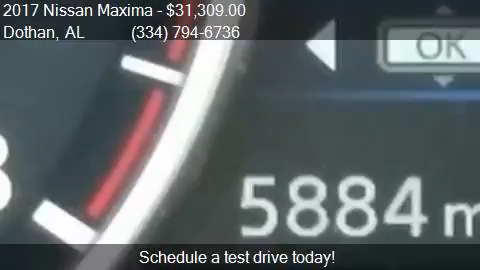 2017 Nissan Maxima - $31,309.00
Dothan, AL (334) 794-6736
OK
5884 m
Schedule a test drive today!